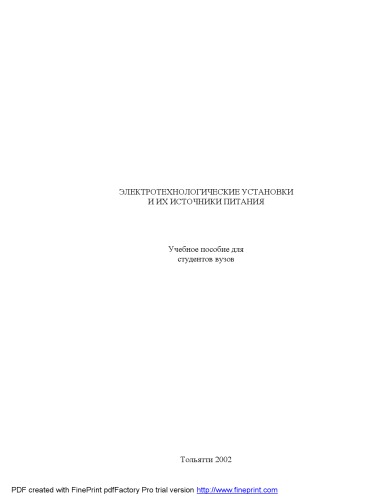 ЭЛЕКТРОТЕХНОЛОГИЧЕСКИЕ УСТАНОВКИ
И ИХ ИСТОЧНИКИ ПИТАНИЯ
Учебное пособие для
студентов вузов
Тольятти 2002
PDF created with FinePrint pdfFactory Pro trial version http://www.fineprint.com